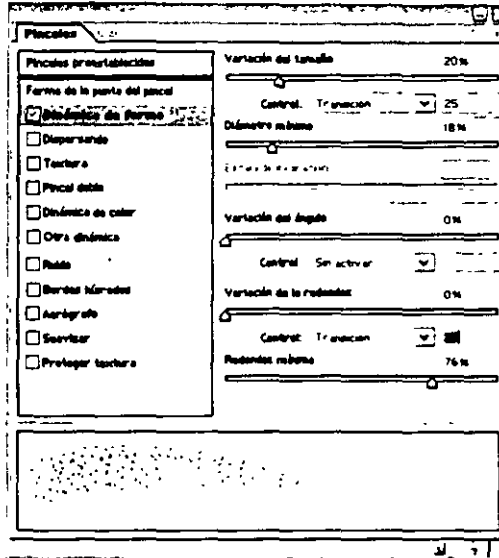 Pinceles
Pinceles preestablecidos
Forma de la punta del pincel
Dinámica de forma
Dispersando
Textura
Pincel doble
Dinámica de color
Otra dinámica
Ruido
Bordes húmedos
Aerógrafo
Suavizar
Proteger textura
Variación del tamaño 20%
Control: Transición 25
Diámetro mínimo 18%
Variación del ángulo 0%
Control: Sin activar
Variación de la redondez 0%
Control: Transición
Redondez mínima 76%